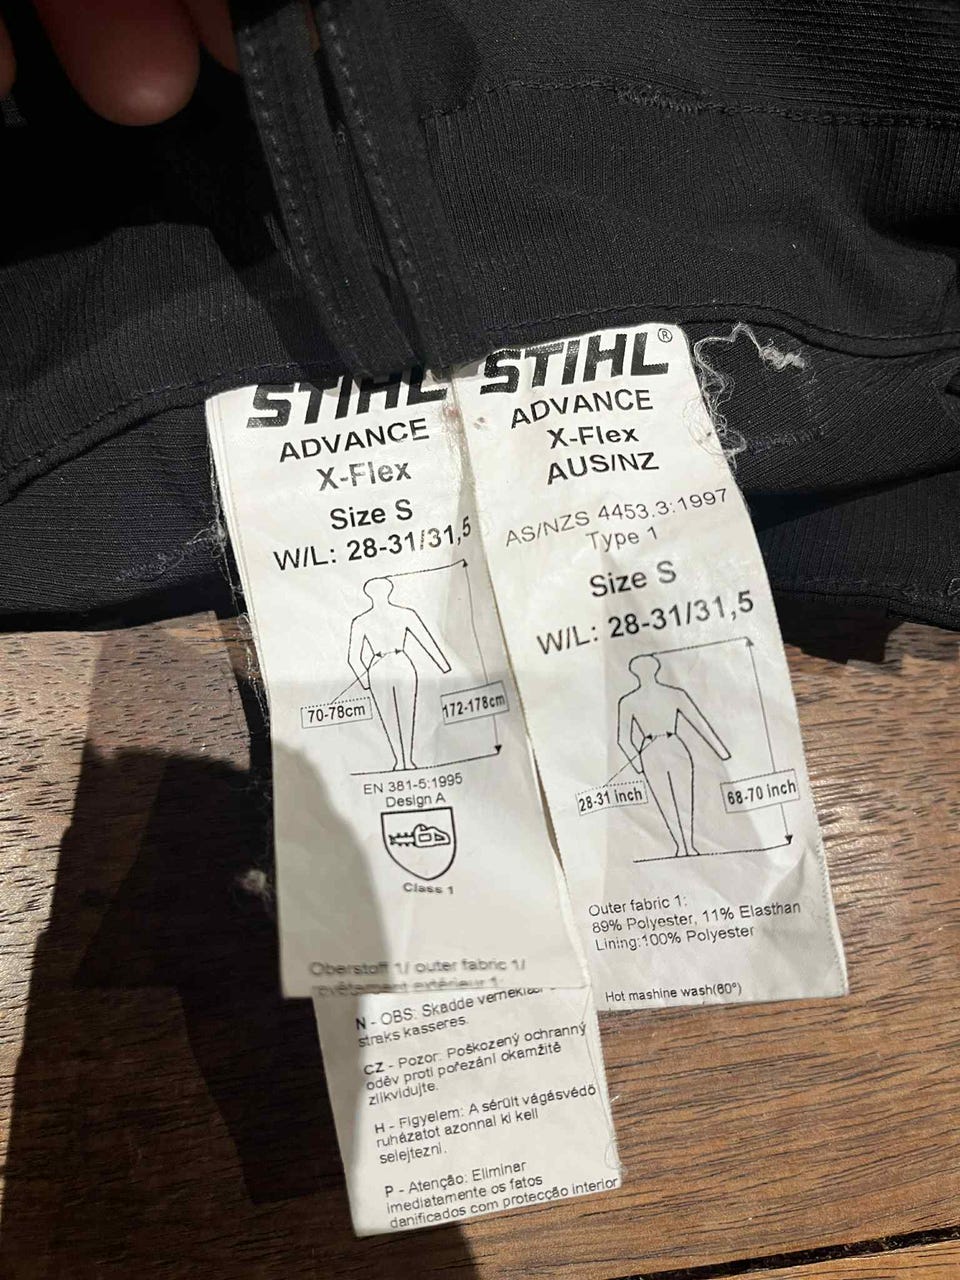 STIHL
ADVANCE
X-Flex
Size S
W/L: 28-31/31,5
70-78cm
172-178cm
EN 381-5:1995
Design A
Class 1
Oberstoff 1/ outer fabric 1/
revêtement extérieur 1
N - OBS: Skadde
straks kasseres.
CZ - Pozor: Poškozený ochranný
oděv proti pořezání okamžitě
zlikvidujte.
H - Figyelem: A sérült vágásvédő
ruházatot azonnal ki kell
selejtezni.
P - Atenção: Eliminar
imediatamente os fatos
danificados com protecção interior
STIHL®
ADVANCE
X-Flex
AUS/NZ
AS/NZS 4453.3:1997
Type 1
Size S
W/L: 28-31/31,5
28-31 inch
68-70 inch
Outer fabric 1:
89% Polyester, 11% Elasthan
Lining:100% Polyester
Hot mashine wash(60°)